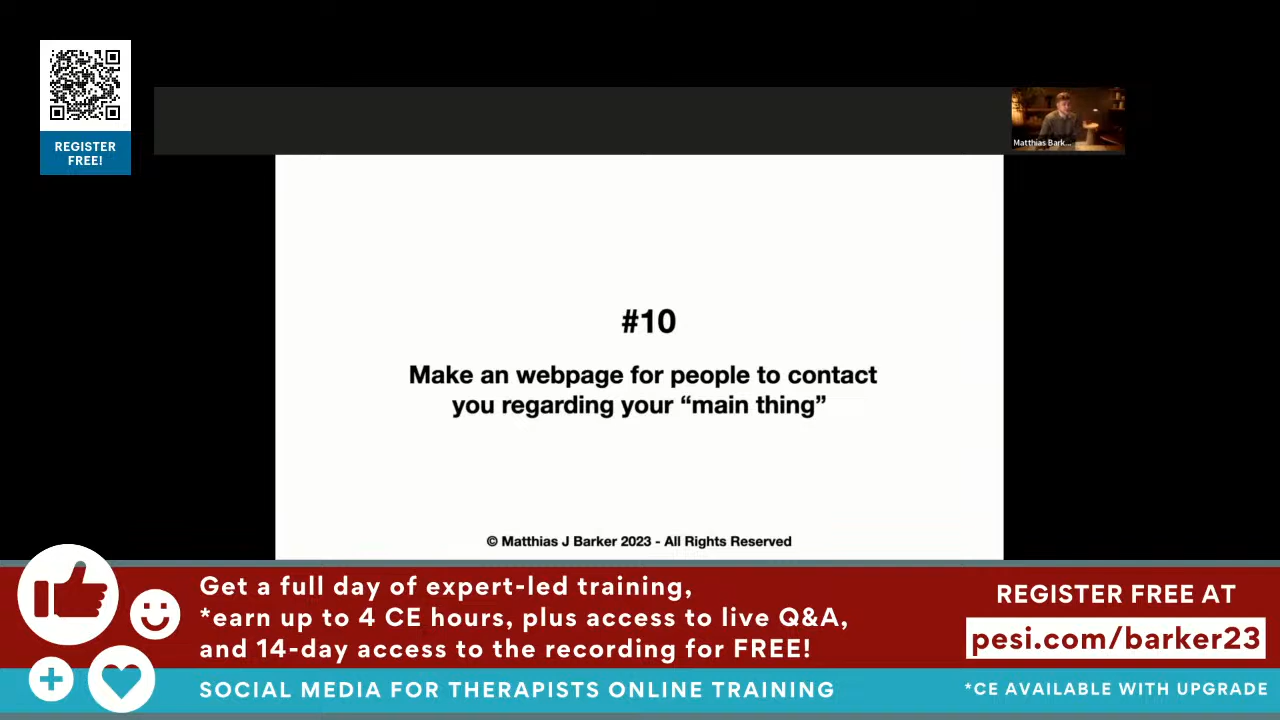 REGISTER
FREE!
Matthias Bark...
#10
Make an webpage for people to contact
you regarding your “main thing”
© Matthias J Barker 2023 - All Rights Reserved
Get a full day of expert-led training,
*earn up to 4 CE hours, plus access to live Q&A,
and 14-day access to the recording for FREE!
REGISTER FREE AT
pesi.com/barker23
SOCIAL MEDIA FOR THERAPISTS ONLINE TRAINING
*CE AVAILABLE WITH UPGRADE